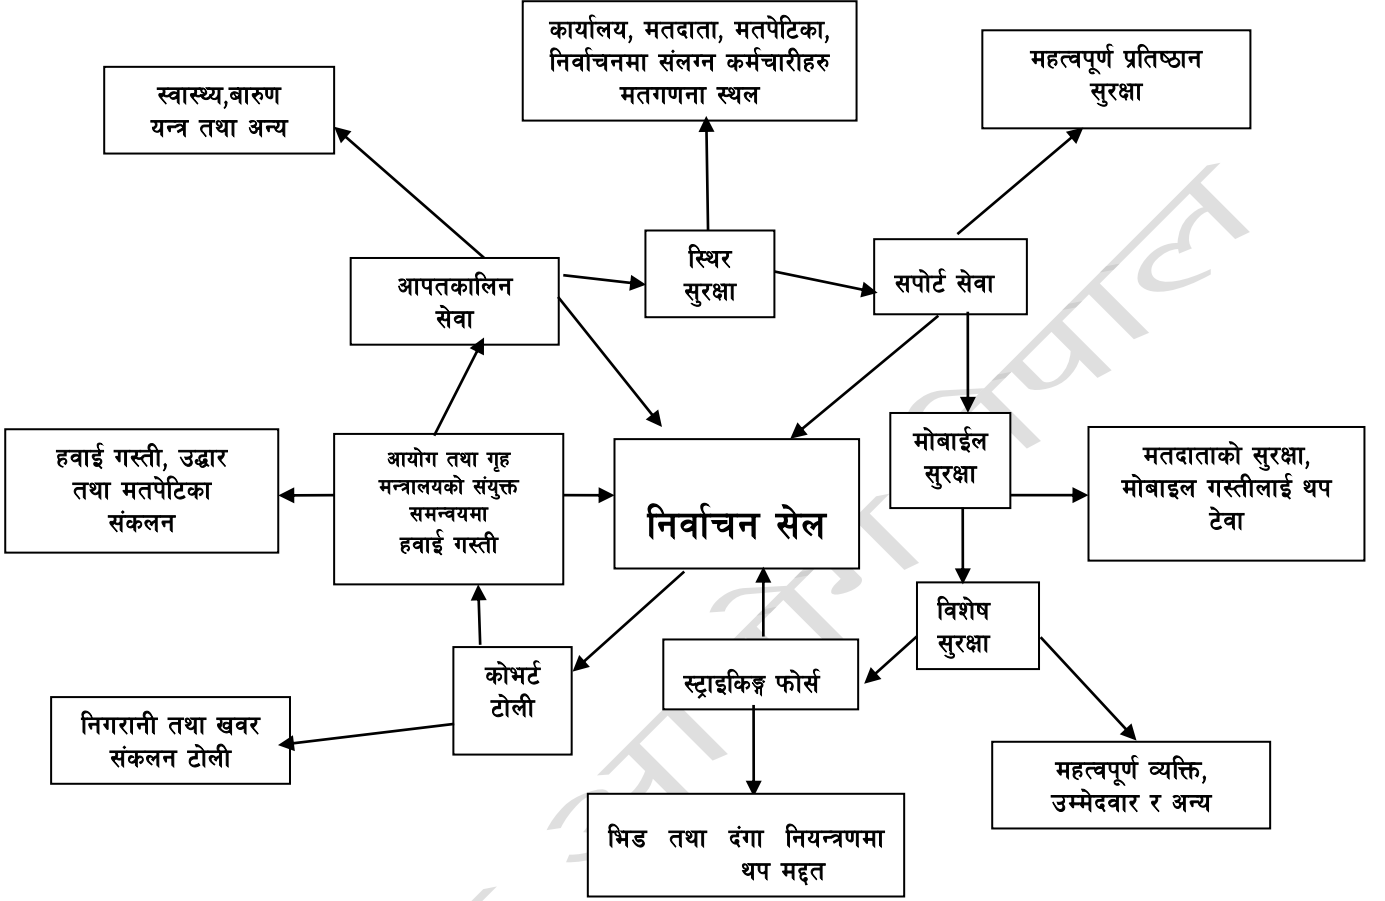 कार्यालय, मतदाता, मतपेटिका,
निर्वाचनमा संलग्न कर्मचारीहरु
मतगणना स्थल
महत्वपूर्ण प्रतिष्ठान
सुरक्षा
स्वास्थ्य,बारुण
यन्त्र तथा अन्य
स्थिर
सुरक्षा
सपोर्ट सेवा
आपतकालिन
सेवा
हवाई गस्ती, उद्धार
तथा मतपेटिका
संकलन
आयोग तथा गृह
मन्त्रालयको संयुक्त
समन्वयमा
हवाई गस्ती
निर्वाचन सेल
मोबाईल
सुरक्षा
मतदाताको सुरक्षा,
मोबाइल गस्तीलाई थप
टेवा
विशेष
सुरक्षा
कोभर्ट
टोली
स्ट्राइकिङ्ग फोर्स
निगरानी तथा खवर
संकलन टोली
महत्वपूर्ण व्यक्ति,
उम्मेदवार र अन्य
भिड तथा दंगा नियन्त्रणमा
थप मद्दत